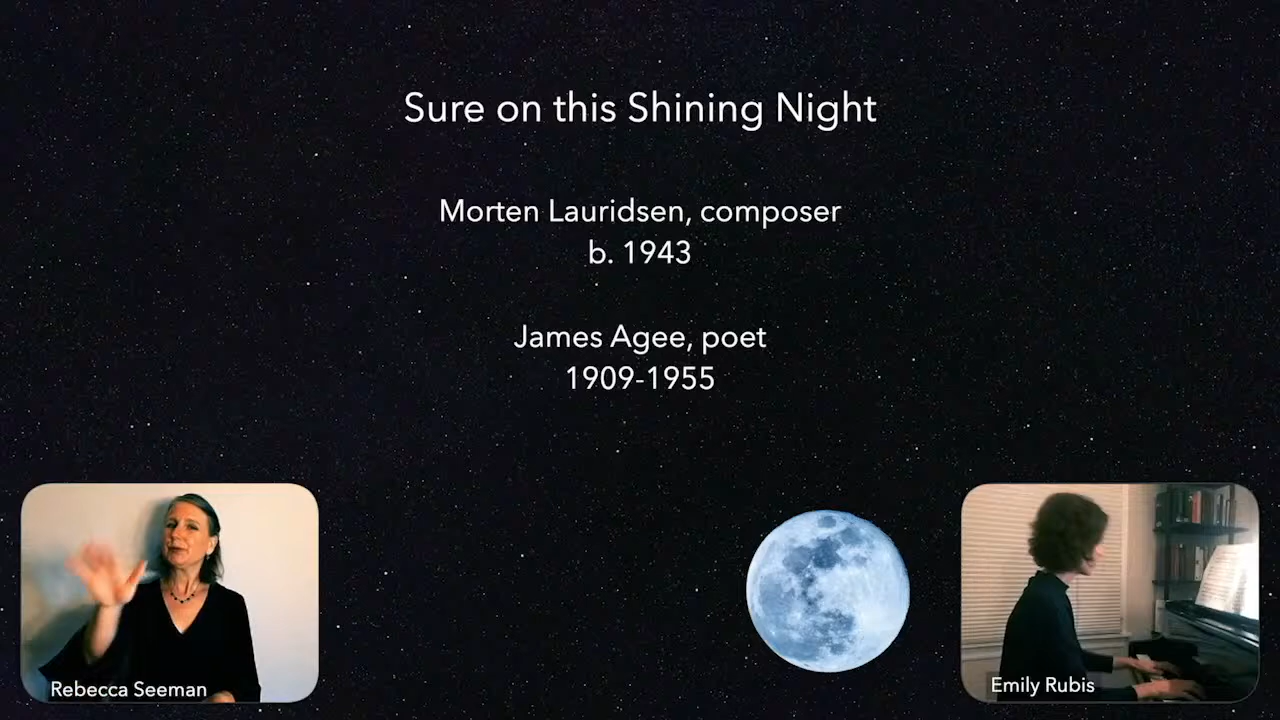 Sure on this Shining Night
Morten Lauridsen, composer
b. 1943
James Agee, poet
1909-1955
Rebecca Seeman
Emily Rubis